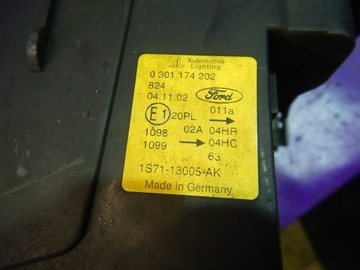 Automotive Lighting
0 301 174 202
824
04.11.02 Ford
E1 20PL 011a →
1098 02A 04HR
1099 → 04HC
63
1S71-13005-AK
Made in Germany